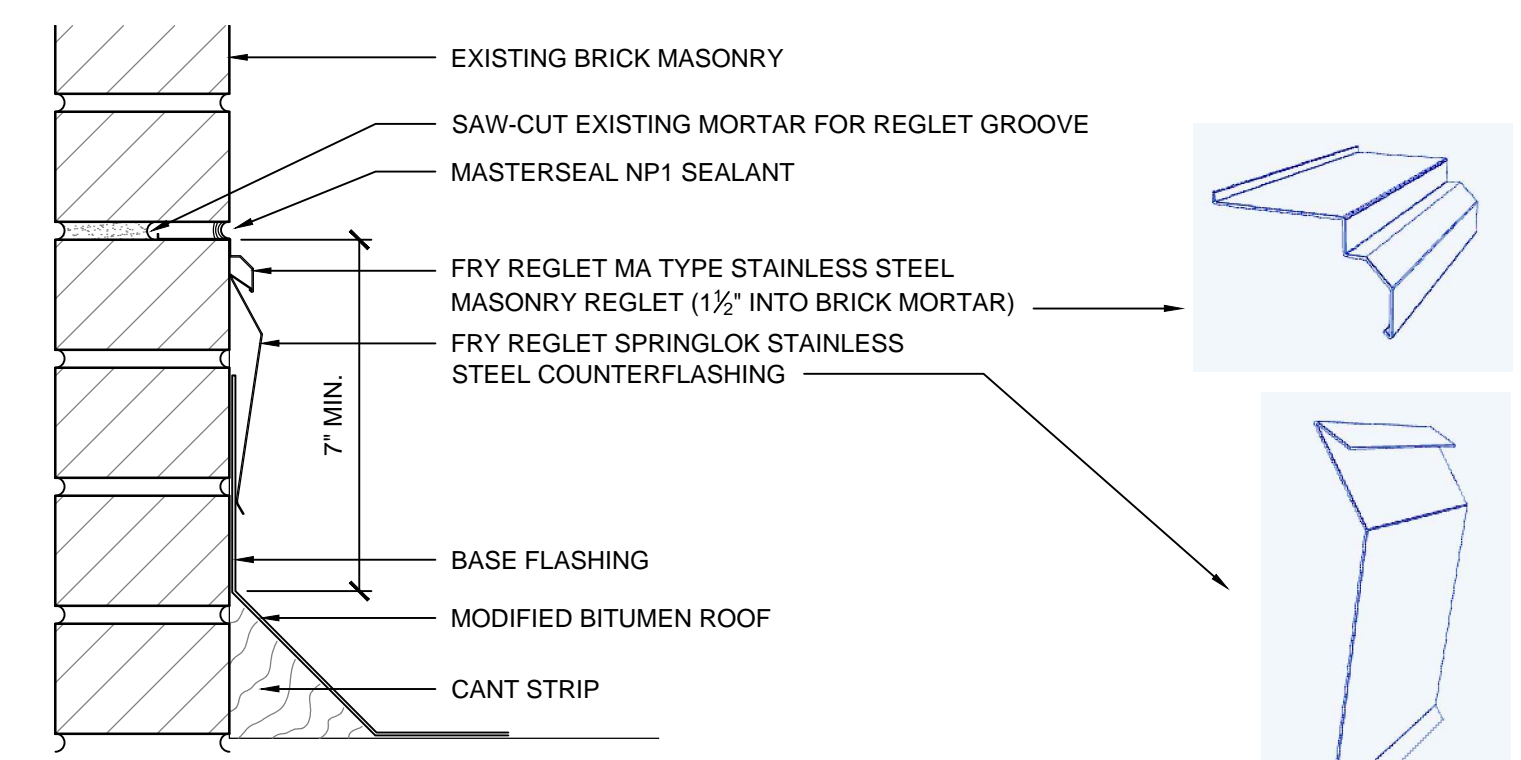 EXISTING BRICK MASONRY
SAW-CUT EXISTING MORTAR FOR REGLET GROOVE
MASTERSEAL NP1 SEALANT
FRY REGLET MA TYPE STAINLESS STEEL
MASONRY REGLET (1½" INTO BRICK MORTAR)
FRY REGLET SPRINGLOK STAINLESS
STEEL COUNTERFLASHING
7" MIN.
BASE FLASHING
MODIFIED BITUMEN ROOF
CANT STRIP